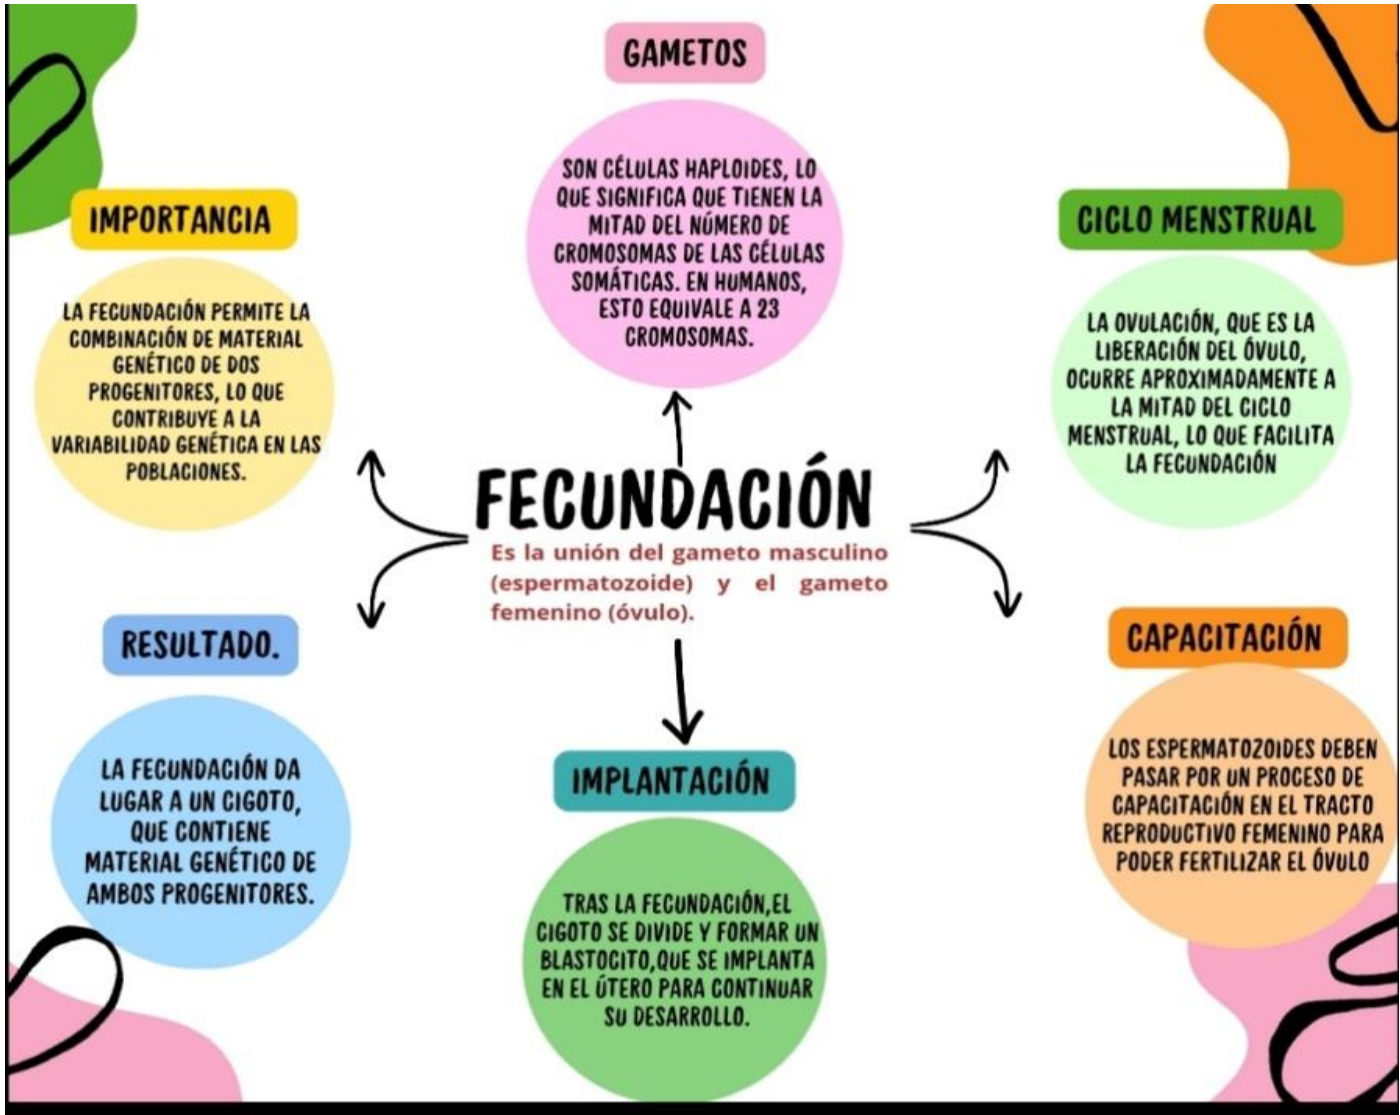 GAMETOS
SON CÉLULAS HAPLOIDES, LO
QUE SIGNIFICA QUE TIENEN LA
MITAD DEL NÚMERO DE
CROMOSOMAS DE LAS CÉLULAS
SOMÁTICAS. EN HUMANOS,
ESTO EQUIVALE A 23
CROMOSOMAS.
IMPORTANCIA
LA FECUNDACIÓN PERMITE LA
COMBINACIÓN DE MATERIAL
GENÉTICO DE DOS
PROGENITORES, LO QUE
CONTRIBUYE A LA
VARIABILIDAD GENÉTICA EN LAS
POBLACIONES.
CICLO MENSTRUAL
LA OVULACIÓN, QUE ES LA
LIBERACIÓN DEL ÓVULO,
OCURRE APROXIMADAMENTE A
LA MITAD DEL CICLO
MENSTRUAL, LO QUE FACILITA
LA FECUNDACIÓN
FECUNDACIÓN
Es la unión del gameto masculino
(espermatozoide) y el gameto
femenino (óvulo).
RESULTADO.
LA FECUNDACIÓN DA
LUGAR A UN CIGOTO,
QUE CONTIENE
MATERIAL GENÉTICO DE
AMBOS PROGENITORES.
IMPLANTACIÓN
TRAS LA FECUNDACIÓN,EL
CIGOTO SE DIVIDE Y FORMAR UN
BLASTOCITO,QUE SE IMPLANTA
EN EL ÚTERO PARA CONTINUAR
SU DESARROLLO.
CAPACITACIÓN
LOS ESPERMATOZOIDES DEBEN
PASAR POR UN PROCESO DE
CAPACITACIÓN EN EL TRACTO
REPRODUCTIVO FEMENINO PARA
PODER FERTILIZAR EL ÓVULO